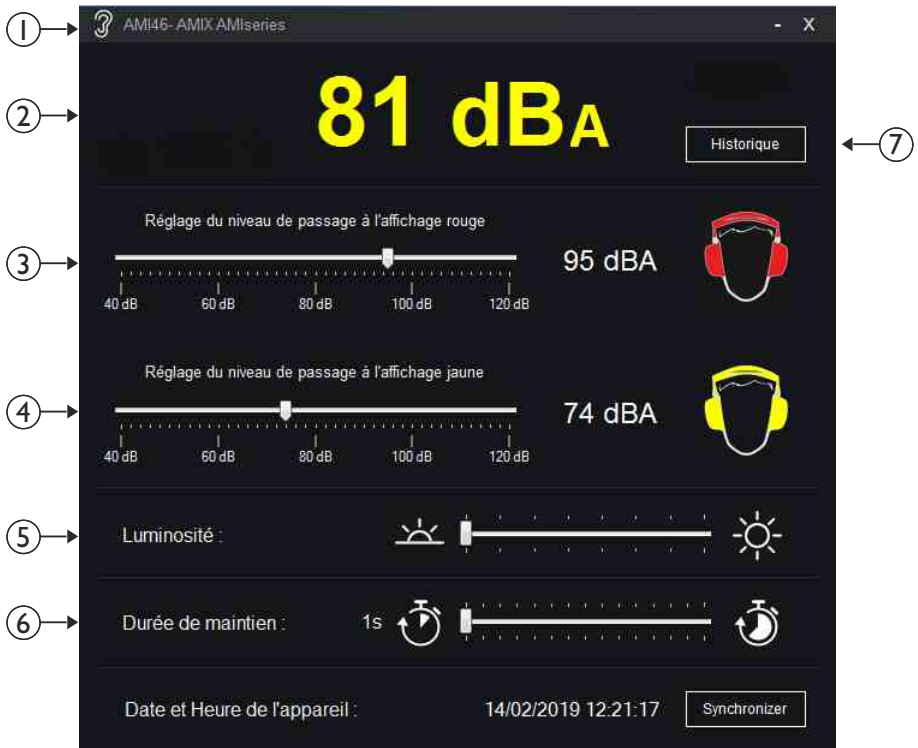 1
AMI46- AMIX AMIseries
- X
2
81 dBA
Historique
7
Réglage du niveau de passage à l'affichage rouge
3
95 dBA
40 dB 60 dB 80 dB 100 dB 120 dB
Réglage du niveau de passage à l'affichage jaune
4
74 dBA
40 dB 60 dB 80 dB 100 dB 120 dB
5
Luminosité :
6
Durée de maintien :
1s
Date et Heure de l'appareil :
14/02/2019 12:21:17
Synchronizer